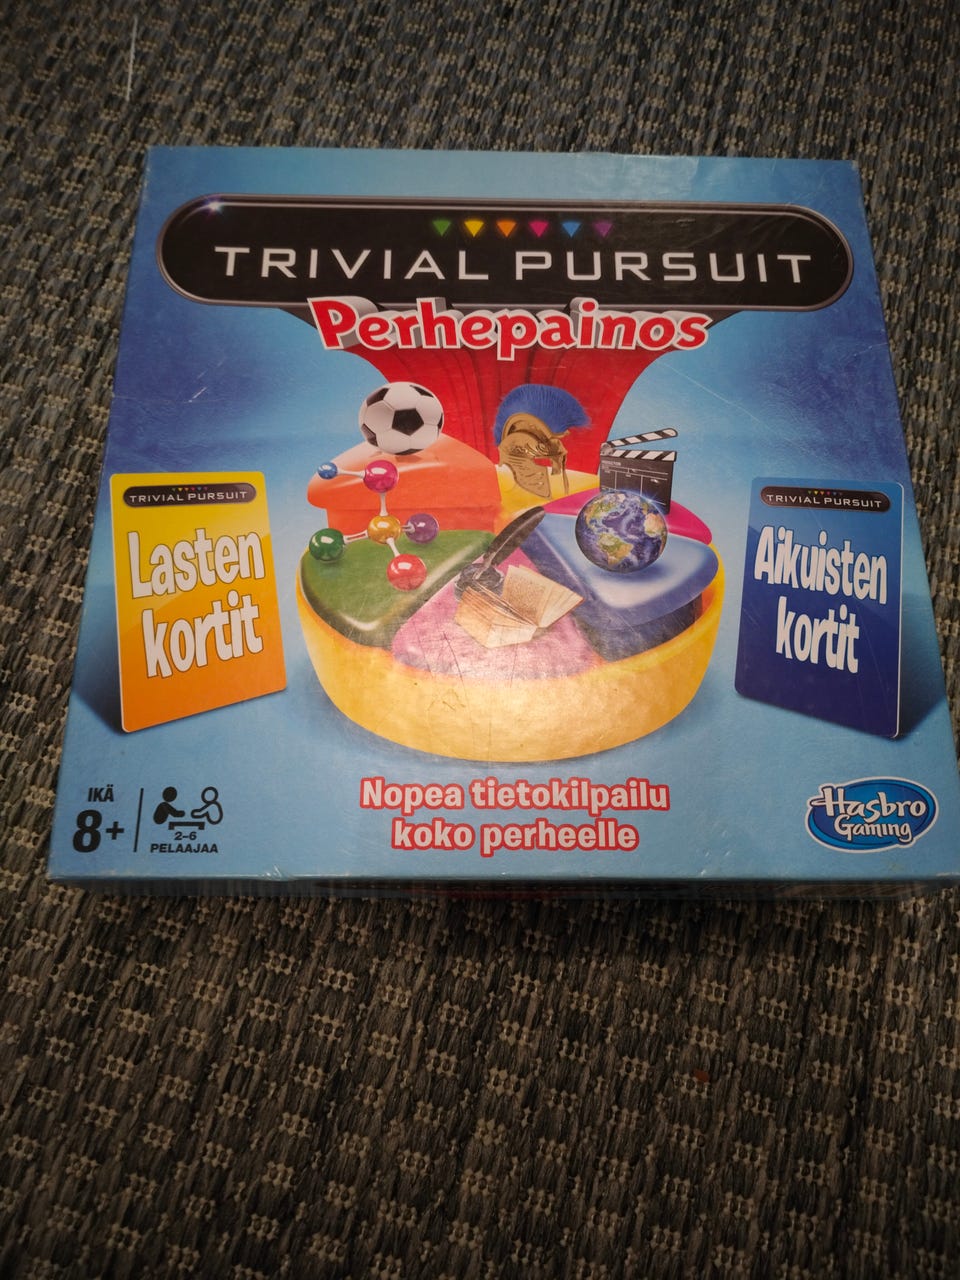 TRIVIAL PURSUIT
Perhepainos
TRIVIAL PURSUIT
Lasten
kortit
TRIVIAL PURSUIT
Aikuisten
kortit
Nopea tietokilpailu
koko perheelle
IKÄ
8+
2-6
PELAAJAA
Hasbro
Gaming